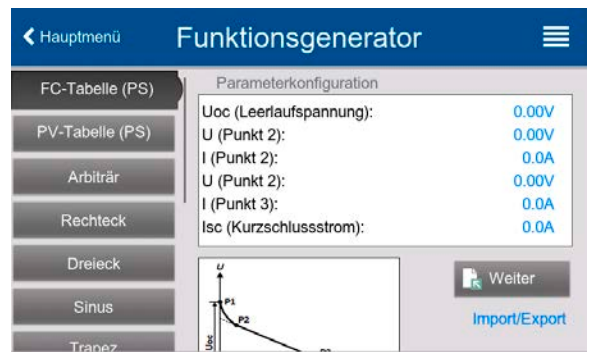 Hauptmenü
Funktionsgenerator
FC-Tabelle (PS)
PV-Tabelle (PS)
Arbiträr
Rechteck
Dreieck
Sinus
Trapez
Parameterkonfiguration
Uoc (Leerlaufspannung): 0.00V
U (Punkt 2): 0.00V
I (Punkt 2): 0.0A
U (Punkt 2): 0.00V
I (Punkt 3): 0.0A
Isc (Kurzschlussstrom): 0.0A
U
P1
P2
Uoc
Weiter
Import/Export